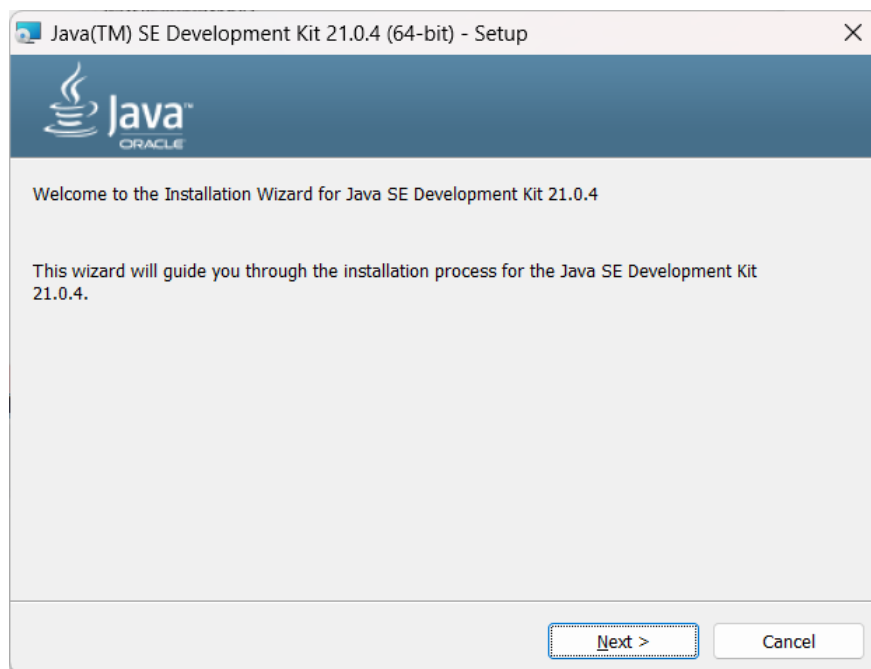 Java(TM) SE Development Kit 21.0.4 (64-bit) - Setup
Java™
ORACLE
Welcome to the Installation Wizard for Java SE Development Kit 21.0.4
This wizard will guide you through the installation process for the Java SE Development Kit
21.0.4.
Next >
Cancel